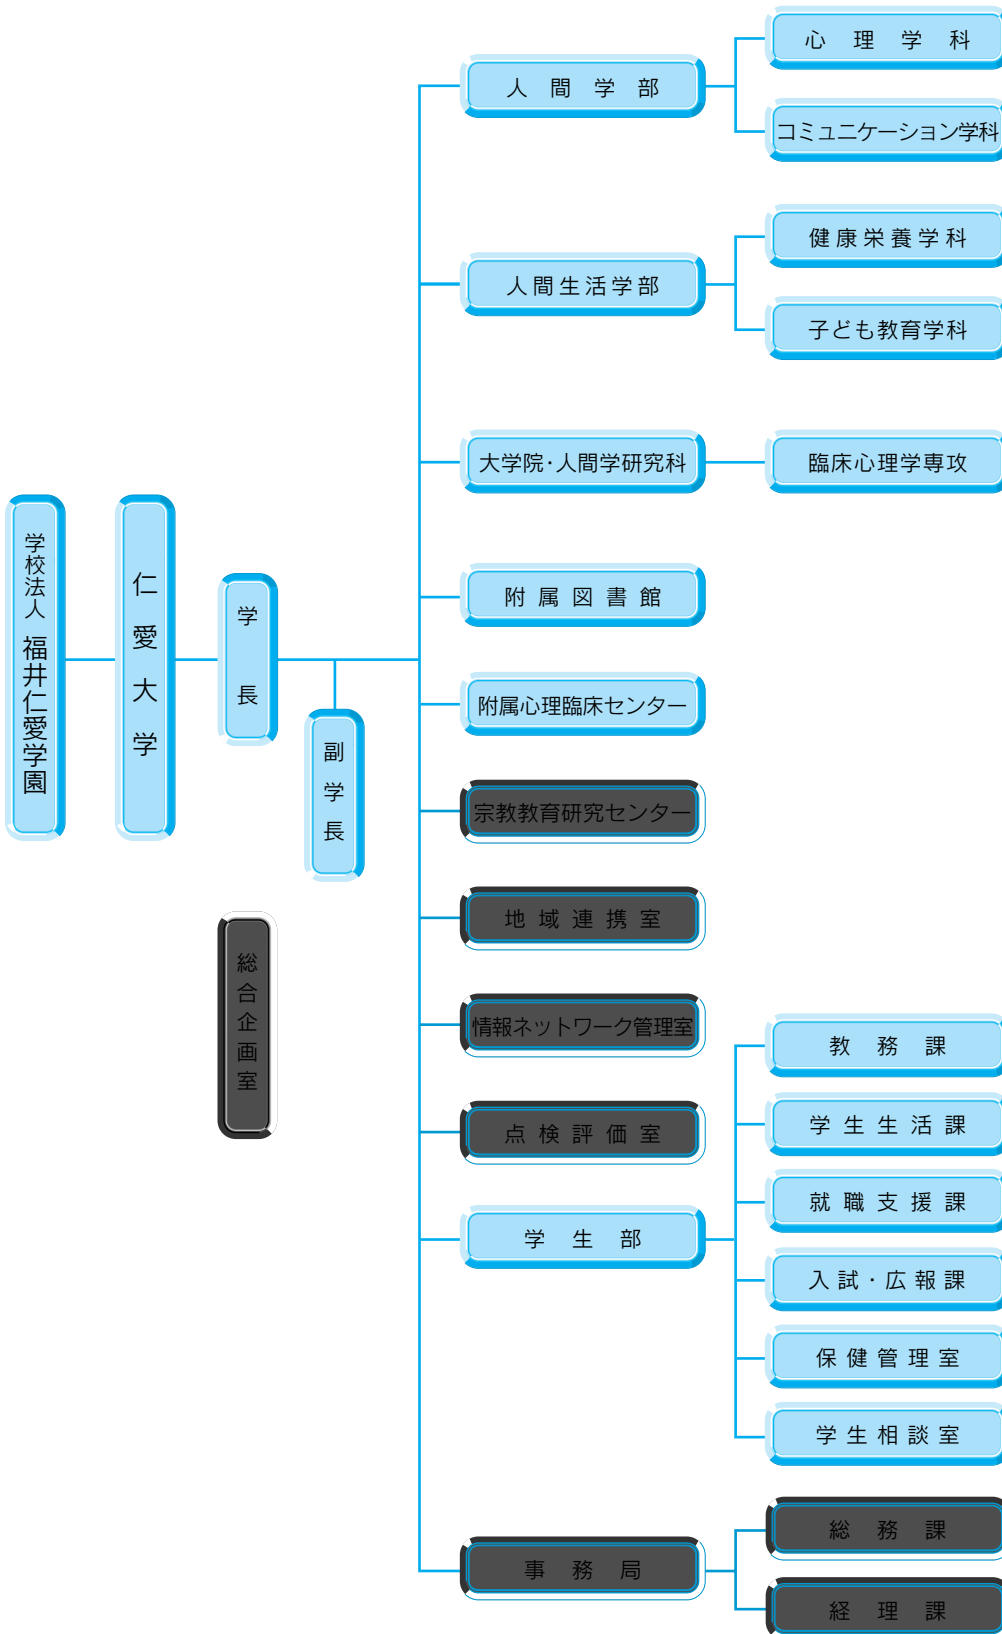 学校法人 福井仁愛学園
仁愛大学
学長
副学長
総合企画室
人間学部
心理学科
コミュニケーション学科
人間生活学部
健康栄養学科
子ども教育学科
大学院・人間学研究科
臨床心理学専攻
附属図書館
附属心理臨床センター
宗教教育研究センター
地域連携室
情報ネットワーク管理室
点検評価室
学生部
教務課
学生生活課
就職支援課
入試・広報課
保健管理室
学生相談室
事務局
総務課
経理課